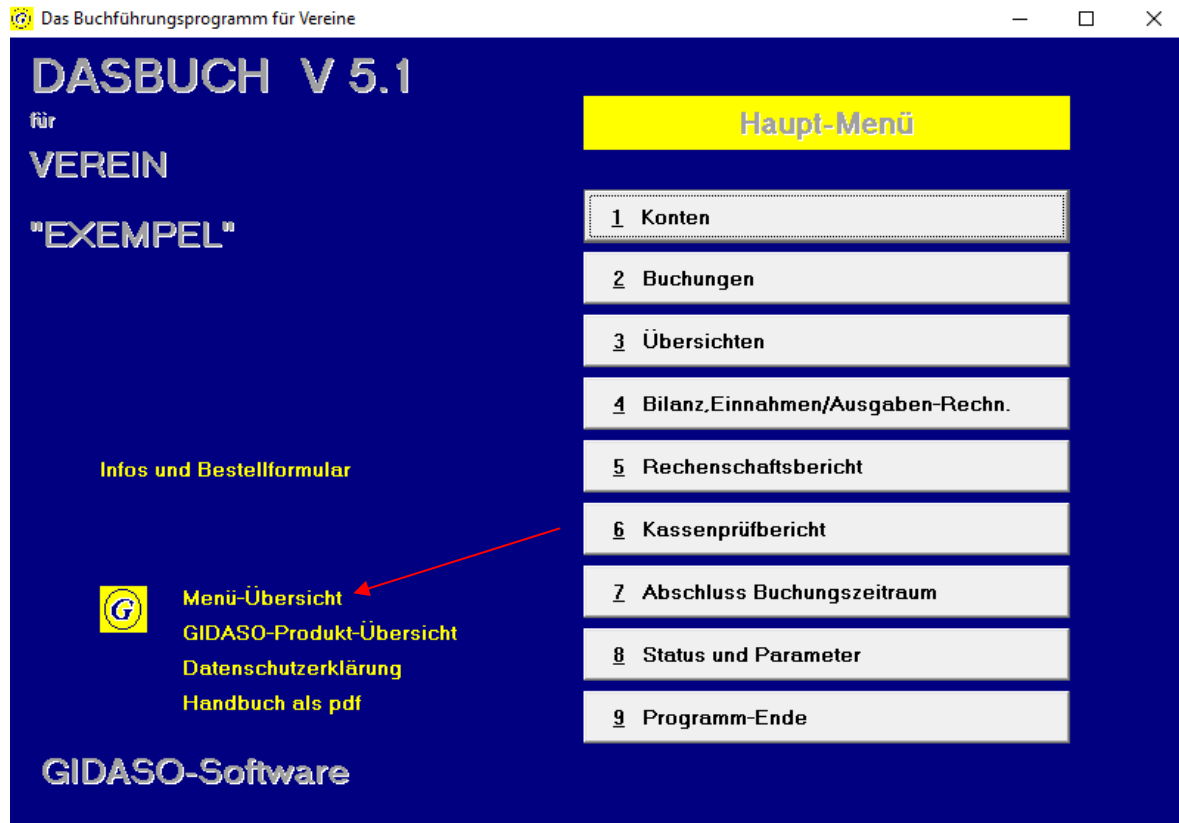 Das Buchführungsprogramm für Vereine
DASBUCH V 5.1
für
VEREIN
"EXEMPEL"
Infos und Bestellformular
G
Menü-Übersicht
GIDASO-Produkt-Übersicht
Datenschutzerklärung
Handbuch als pdf
GIDASO-Software
Haupt-Menü
1 Konten
2 Buchungen
3 Übersichten
4 Bilanz,Einnahmen/Ausgaben-Rechn.
5 Rechenschaftsbericht
6 Kassenprüfbericht
7 Abschluss Buchungszeitraum
8 Status und Parameter
9 Programm-Ende